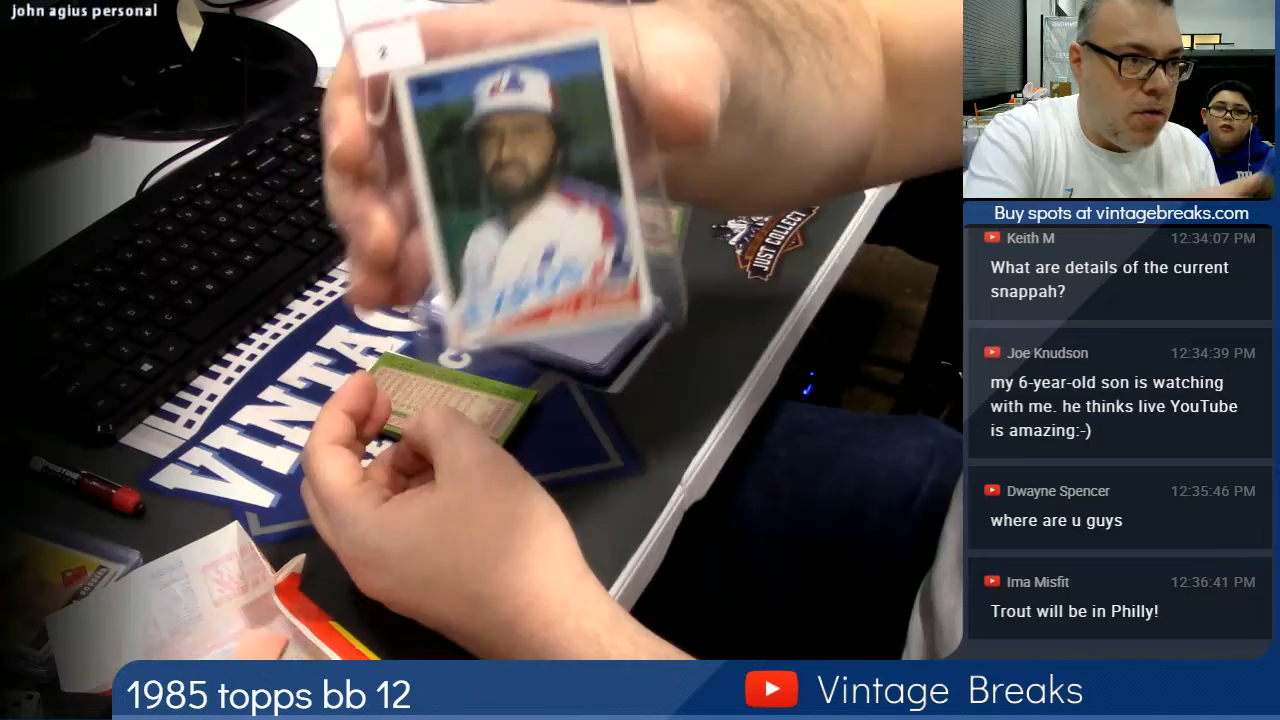 john agius personal
2
JUST COLLECT
Buy spots at vintagebreaks.com
Keith M 12:34:07 PM
What are details of the current
snappah?
Joe Knudson 12:34:39 PM
my 6-year-old son is watching
with me. he thinks live YouTube
is amazing:-)
Dwayne Spencer 12:35:46 PM
where are u guys
Ima Misfit 12:36:41 PM
Trout will be in Philly!
1985 topps bb 12
Vintage Breaks